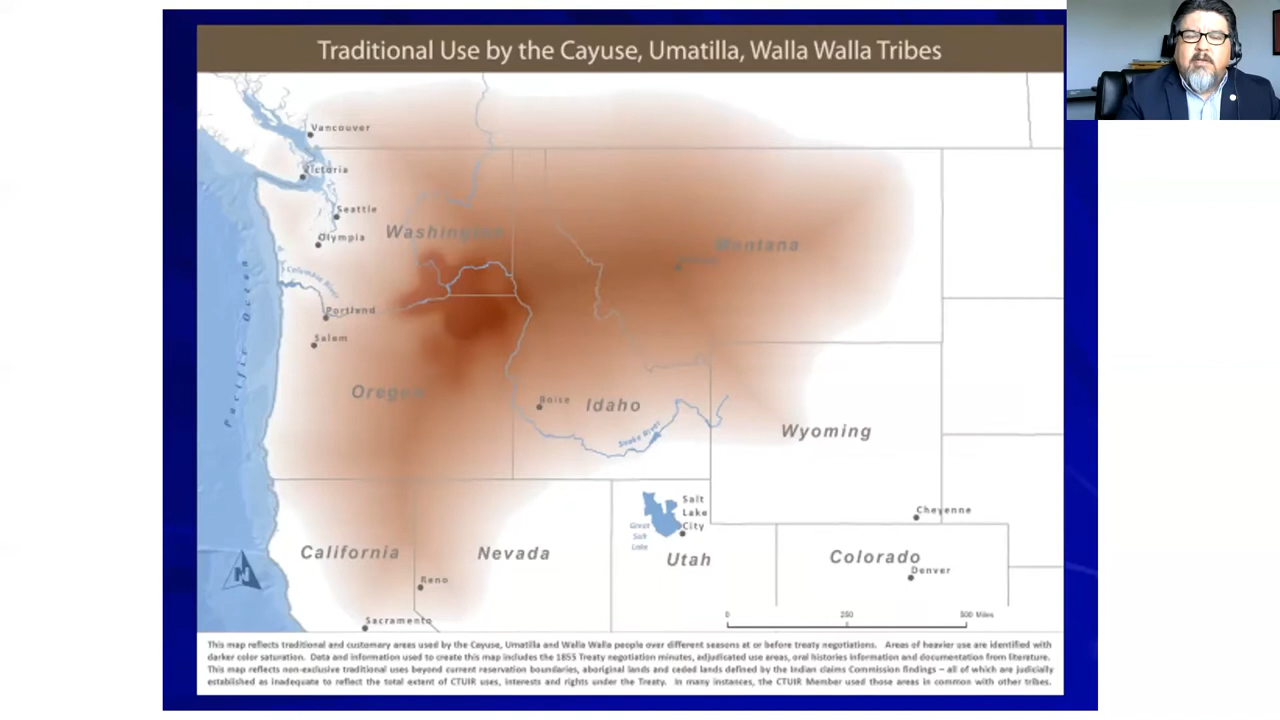 Traditional Use by the Cayuse, Umatilla, Walla Walla Tribes
Vancouver
Victoria
Seattle
Washington
Olympia
Montana
Columbia River
Pacific Ocean
Portland
Salem
Oregon
Boise
Idaho
Snake River
Wyoming
Salt
Lake
City
Great
Salt
Lake
Cheyenne
California
Nevada
Utah
Colorado
Denver
N
Reno
0 250 500 Miles
Sacramento
This map reflects traditional and customary areas used by the Cayuse, Umatilla and Walla Walla people over different seasons at or before treaty negotiations. Areas of heavier use are identified with
darker color saturation. Data and information used to create this map includes the 1855 Treaty negotiation minutes, adjudicated use areas, oral histories information and documentation from literature.
This map reflects non-exclusive traditional uses beyond current reservation boundaries, aboriginal lands and ceded lands defined by the Indian claims Commission findings – all of which are judicially
established as inadequate to reflect the total extent of CTUIR uses, interests and rights under the Treaty. In many instances, the CTUIR Member used those areas in common with other tribes.